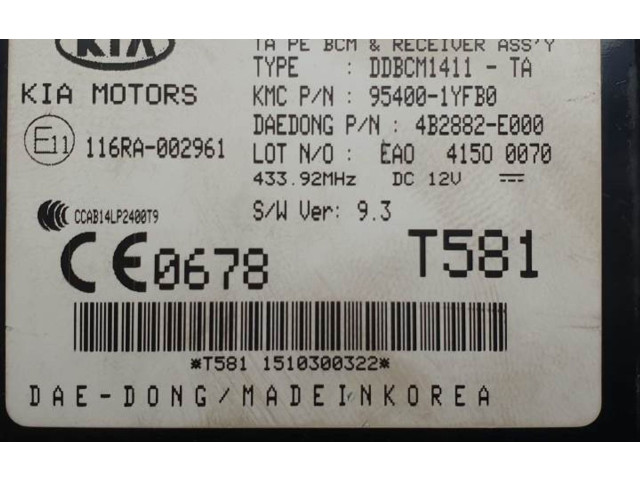 KIA
TA PE BCM & RECEIVER ASS'Y
TYPE : DDBCM1411 - TA
KIA MOTORS
KMC P/N : 95400-1YFB0
E11 116RA-002961
DAEDONG P/N : 4B2882-E000
LOT N/O : EAO 4150 0070
433.92MHz DC 12V
CCAB14LP2400T9
S/W Ver: 9.3
CE0678 T581
*T581 1510300322*
DAE-DONG/MADEINKOREA